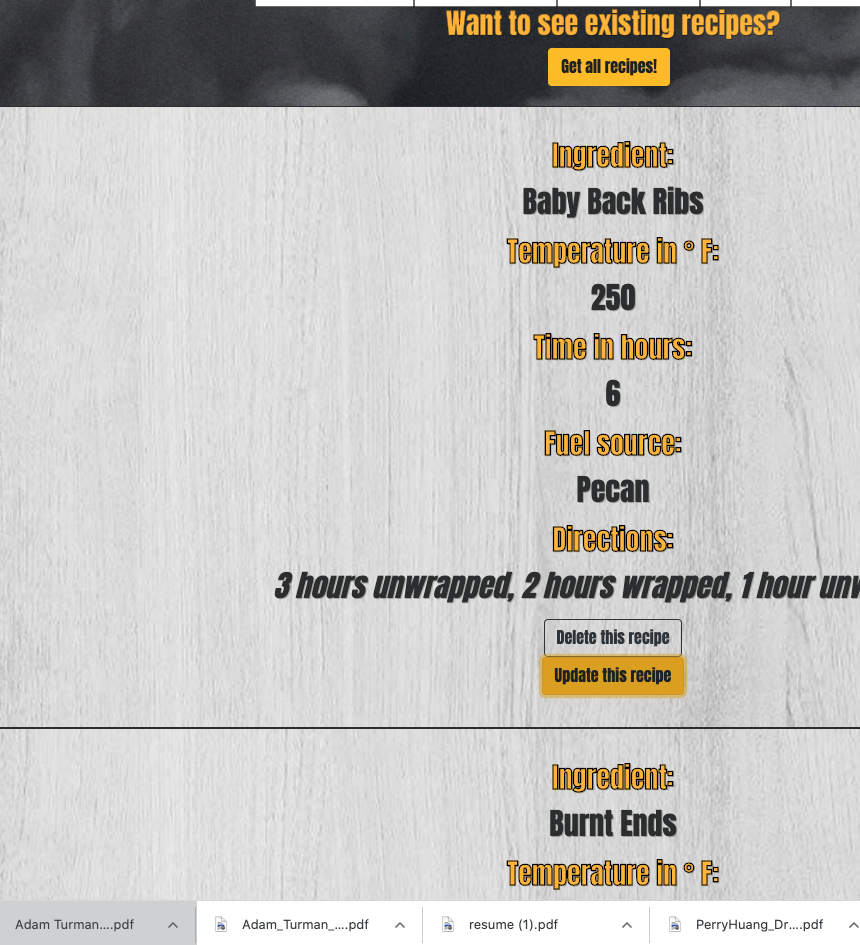 Want to see existing recipes?
Get all recipes!
Ingredient:
Baby Back Ribs
Temperature in ° F:
250
Time in hours:
6
Fuel source:
Pecan
Directions:
3 hours unwrapped, 2 hours wrapped, 1 hour unw
Delete this recipe
Update this recipe
Ingredient:
Burnt Ends
Temperature in ° F:
Adam Turman....pdf Adam_Turman_....pdf resume (1).pdf PerryHuang_Dr....pdf